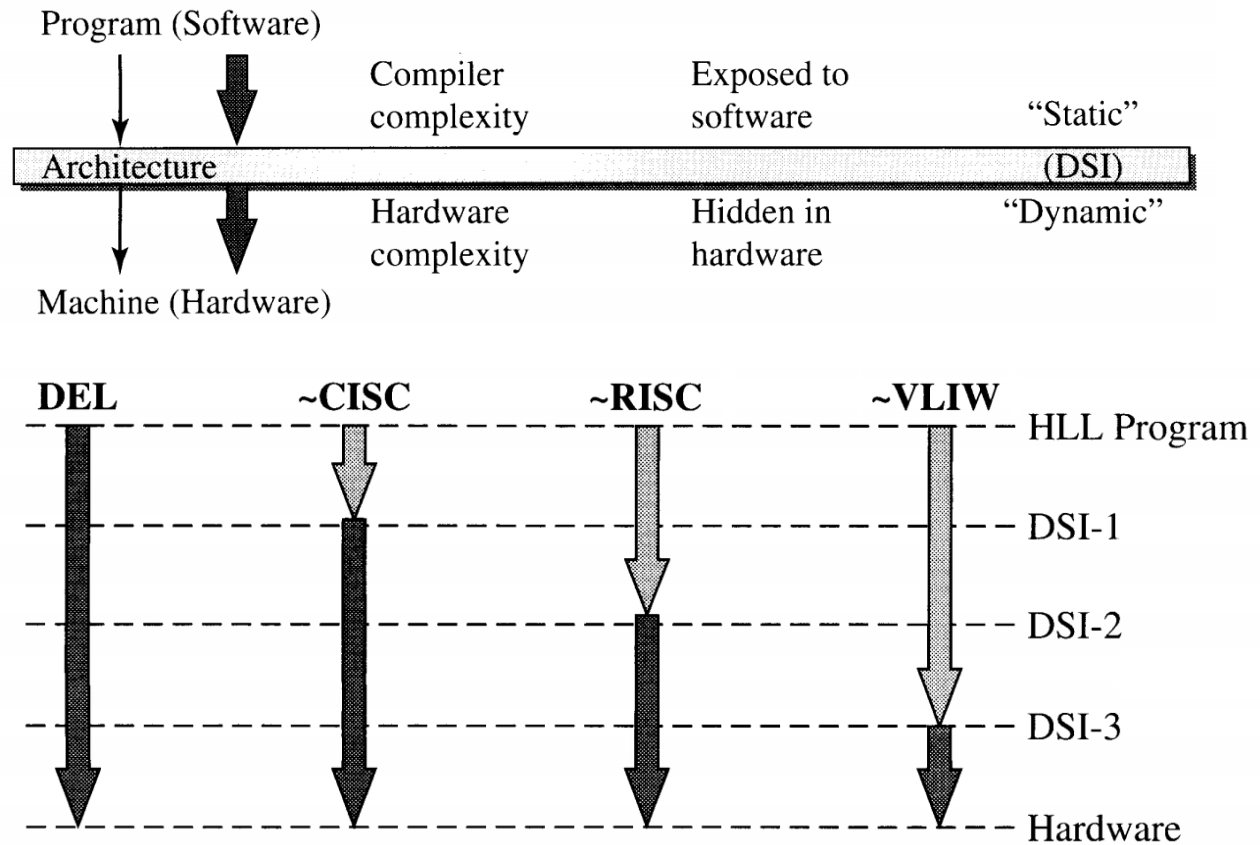 Program (Software)
Compiler
complexity
Exposed to
software
“Static”
Architecture
(DSI)
Hardware
complexity
Hidden in
hardware
“Dynamic”
Machine (Hardware)
DEL
~CISC
~RISC
~VLIW
HLL Program
DSI-1
DSI-2
DSI-3
Hardware